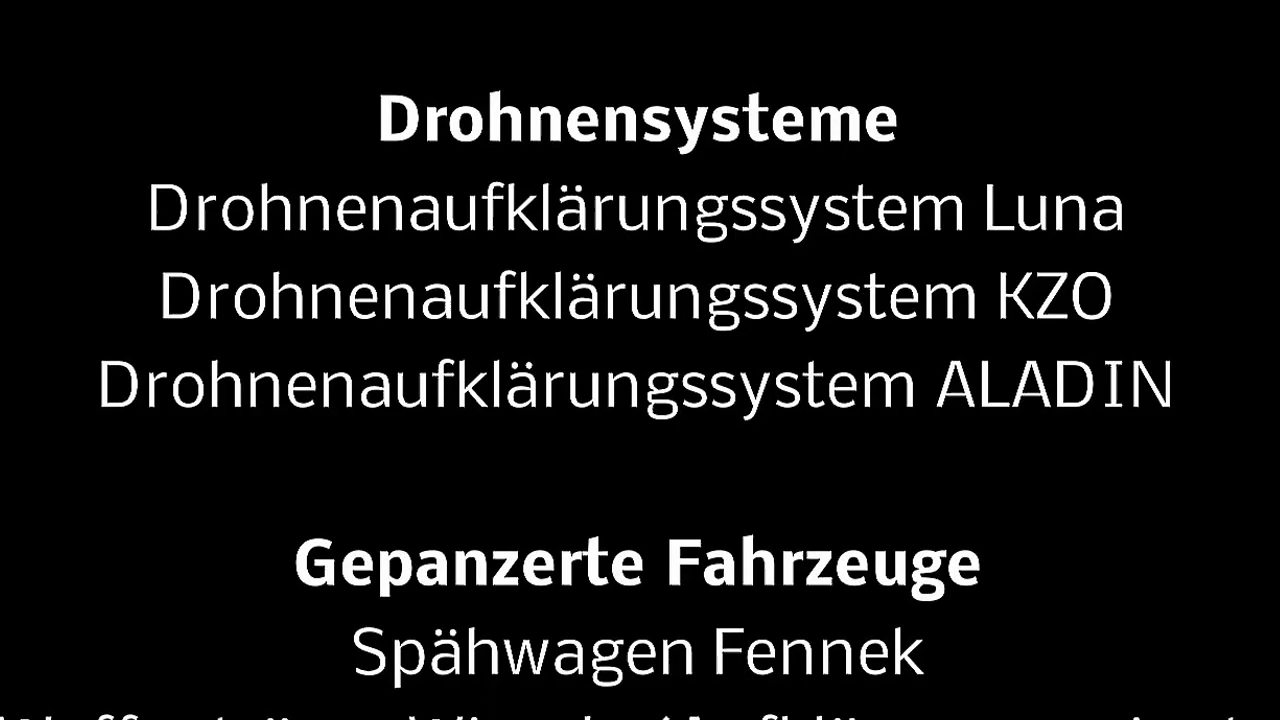 Drohnensysteme
Drohnenaufklärungssystem Luna
Drohnenaufklärungssystem KZO
Drohnenaufklärungssystem ALADIN
Gepanzerte Fahrzeuge
Spähwagen Fennek